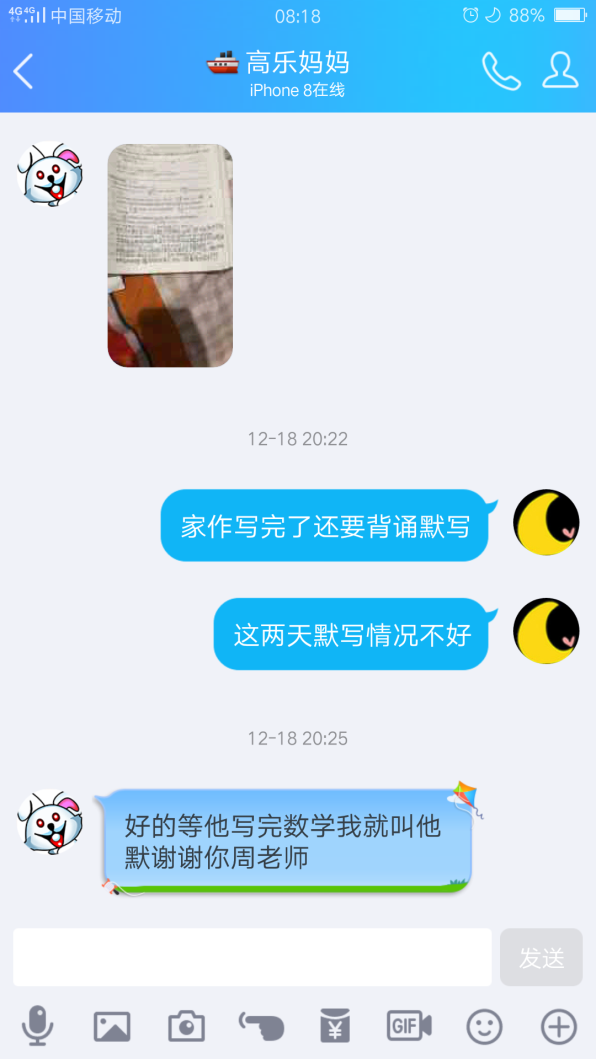 4G 4G 中国移动 08:18 88%
高乐妈妈
iPhone 8在线
12-18 20:22
家作写完了还要背诵默写
这两天默写情况不好
12-18 20:25
好的等他写完数学我就叫他
默谢谢你周老师
发送
¥
GIF